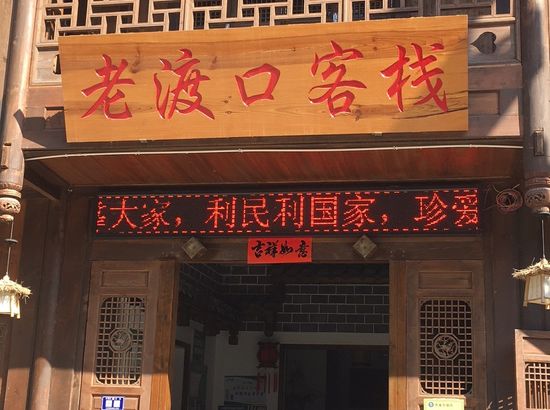 老渡口客栈
大家，利民利国家，珍爱
吉祥如意